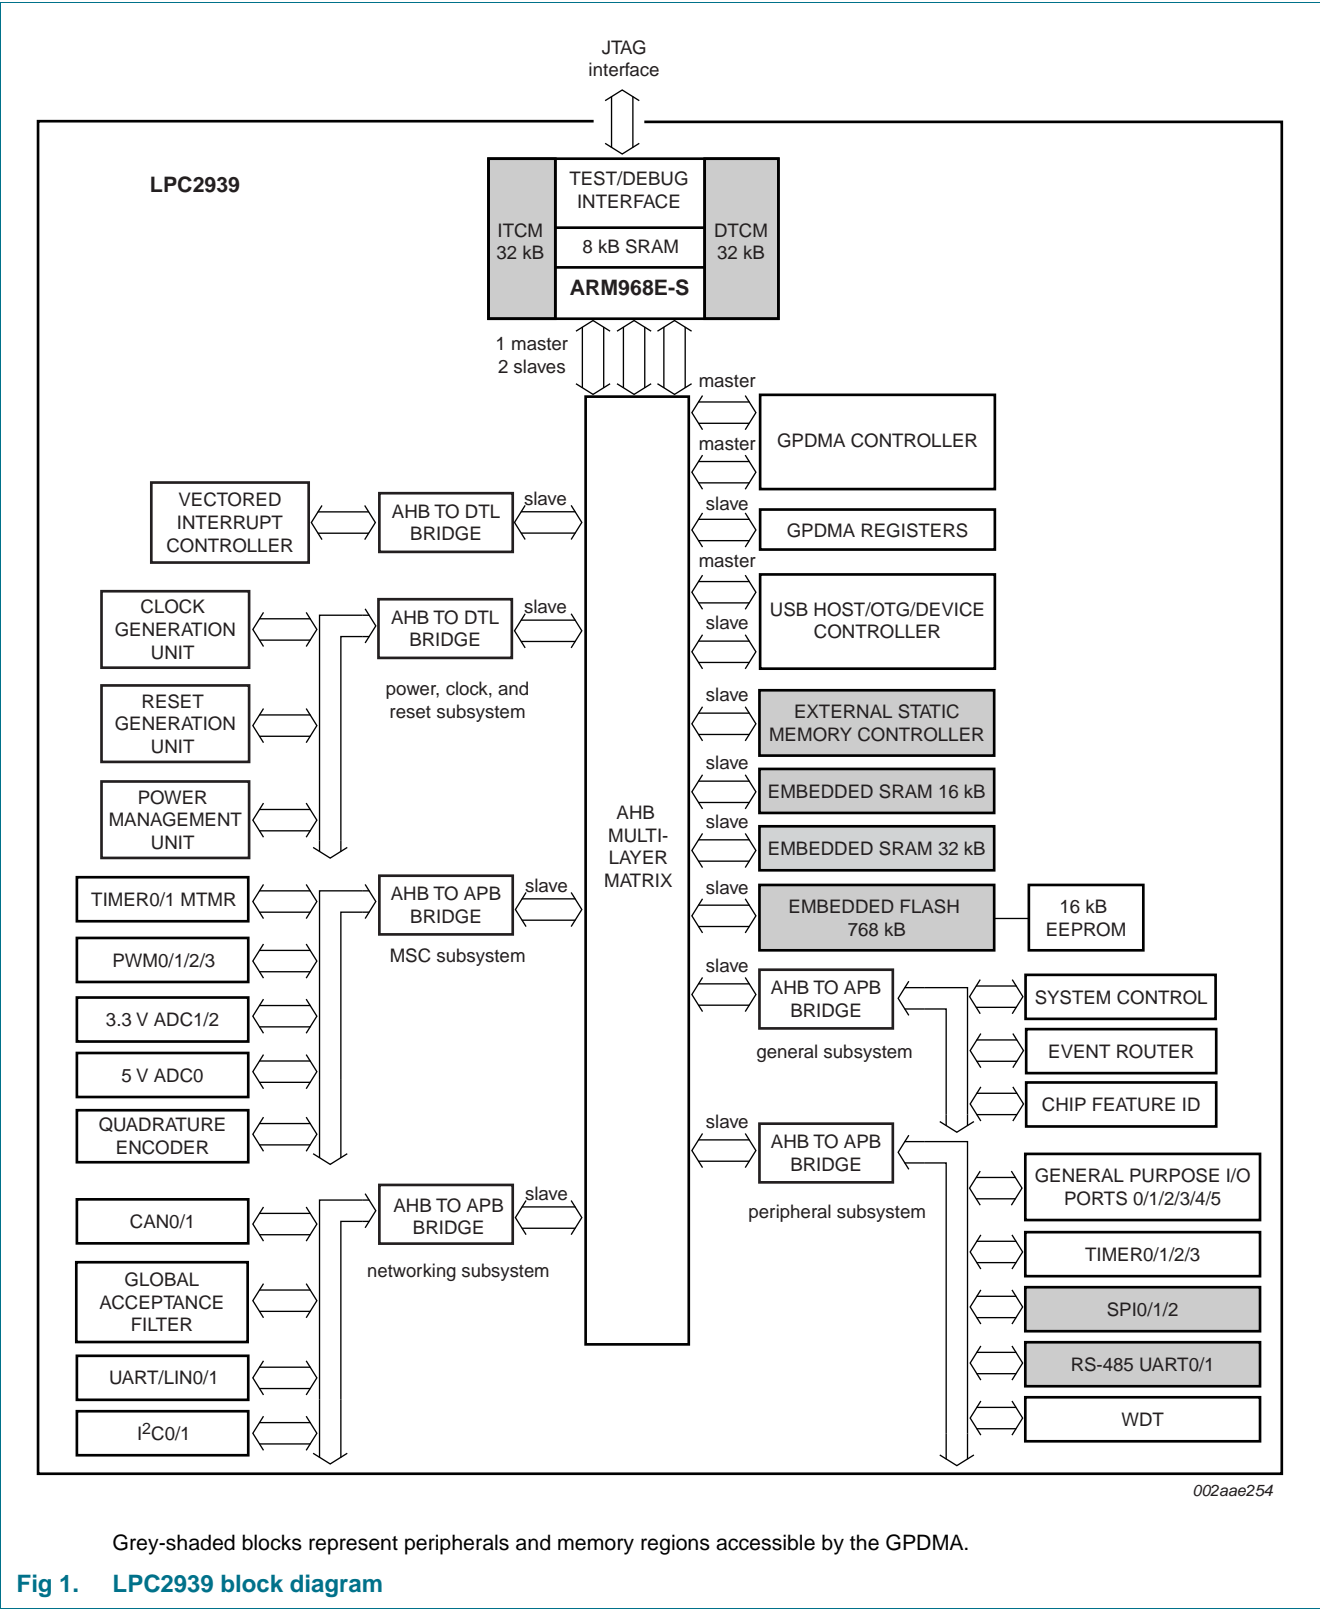 JTAG
interface
LPC2939
ITCM
32 kB
TEST/DEBUG
INTERFACE
8 kB SRAM
ARM968E-S
DTCM
32 kB
1 master
2 slaves
master
GPDMA CONTROLLER
master
slave
GPDMA REGISTERS
master
USB HOST/OTG/DEVICE
CONTROLLER
slave
slave
EXTERNAL STATIC
MEMORY CONTROLLER
slave
EMBEDDED SRAM 16 kB
slave
EMBEDDED SRAM 32 kB
slave
EMBEDDED FLASH
768 kB
16 kB
EEPROM
slave
AHB TO APB
BRIDGE
general subsystem
SYSTEM CONTROL
EVENT ROUTER
CHIP FEATURE ID
slave
AHB TO APB
BRIDGE
peripheral subsystem
GENERAL PURPOSE I/O
PORTS 0/1/2/3/4/5
TIMER0/1/2/3
SPI0/1/2
RS-485 UART0/1
WDT
AHB
MULTI-
LAYER
MATRIX
VECTORED
INTERRUPT
CONTROLLER
AHB TO DTL
BRIDGE
slave
CLOCK
GENERATION
UNIT
AHB TO DTL
BRIDGE
slave
power, clock, and
reset subsystem
RESET
GENERATION
UNIT
POWER
MANAGEMENT
UNIT
TIMER0/1 MTMR
AHB TO APB
BRIDGE
slave
MSC subsystem
PWM0/1/2/3
3.3 V ADC1/2
5 V ADC0
QUADRATURE
ENCODER
CAN0/1
AHB TO APB
BRIDGE
slave
networking subsystem
GLOBAL
ACCEPTANCE
FILTER
UART/LIN0/1
I2C0/1
002aae254
Grey-shaded blocks represent peripherals and memory regions accessible by the GPDMA.
Fig 1. LPC2939 block diagram